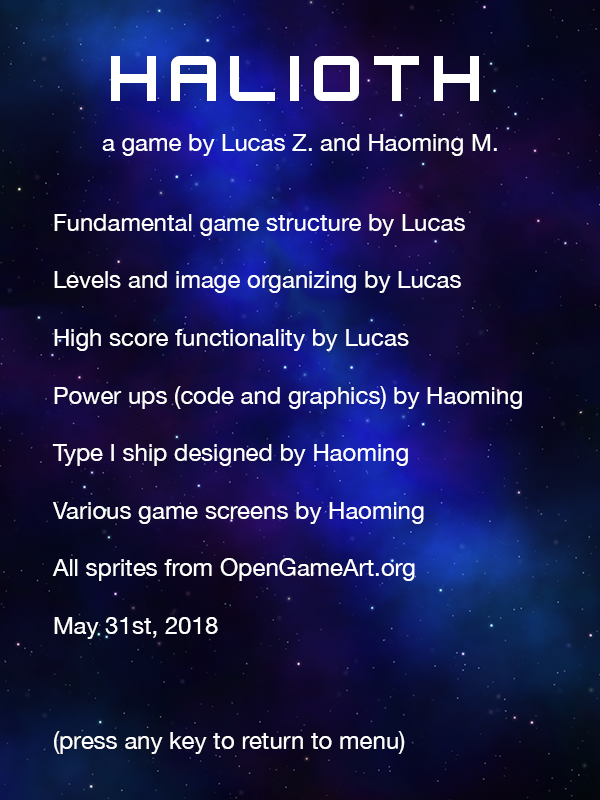 HALIOTH
a game by Lucas Z. and Haoming M.
Fundamental game structure by Lucas
Levels and image organizing by Lucas
High score functionality by Lucas
Power ups (code and graphics) by Haoming
Type I ship designed by Haoming
Various game screens by Haoming
All sprites from OpenGameArt.org
May 31st, 2018
(press any key to return to menu)